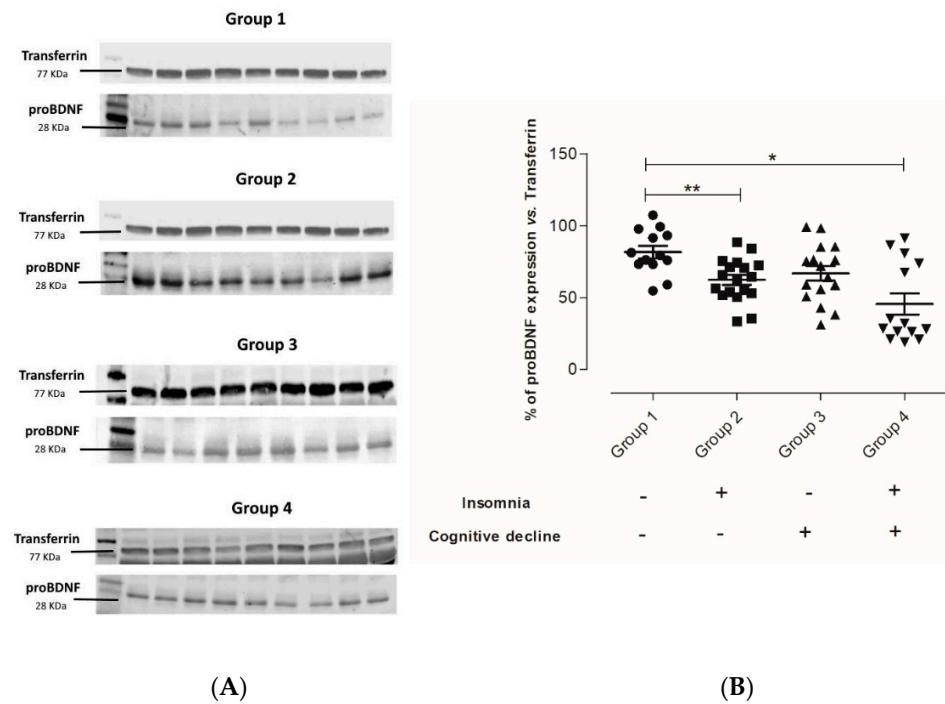 Group 1
Transferrin
77 KDa
proBDNF
28 KDa
Group 2
Transferrin
77 KDa
proBDNF
28 KDa
Group 3
Transferrin
77 KDa
proBDNF
28 KDa
Group 4
Transferrin
77 KDa
proBDNF
28 KDa
(A)
% of proBDNF expression vs. Transferrin
150
100
50
0
*
**
Group 1 Group 2 Group 3 Group 4
Insomnia - + - +
Cognitive decline - - + +
(B)